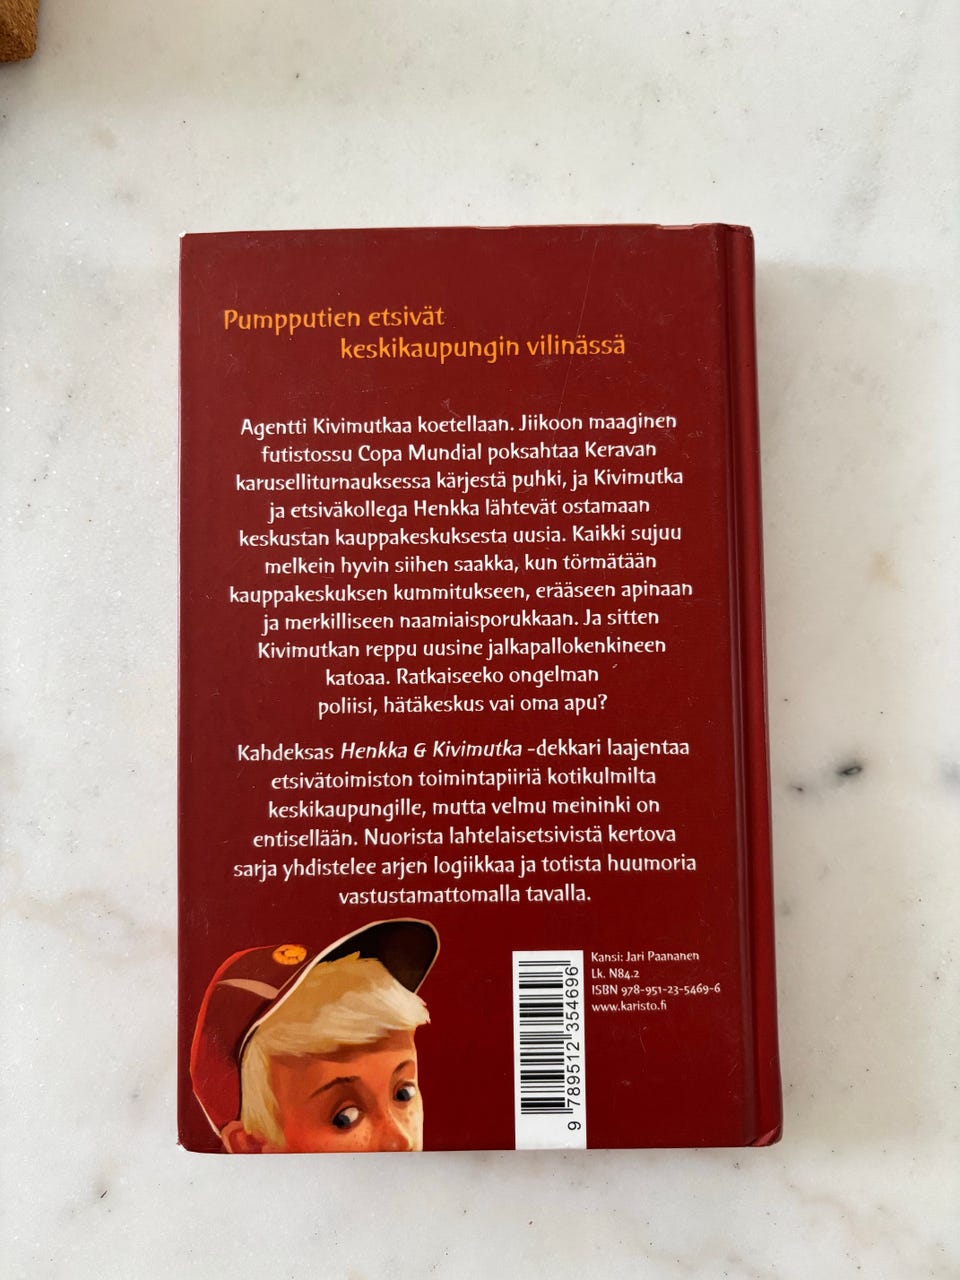 Pumpputien etsivät
keskikaupungin vilinässä
Agentti Kivimutkaa koetellaan. Jiikoon maaginen
futistossu Copa Mundial poksahtaa Keravan
karuselliturnauksessa kärjestä puhki, ja Kivimutka
ja etsiväkollega Henkka lähtevät ostamaan
keskustan kauppakeskuksesta uusia. Kaikki sujuu
melkein hyvin siihen saakka, kun törmätään
kauppakeskuksen kummitukseen, erääseen apinaan
ja merkilliseen naamiaisporukkaan. Ja sitten
Kivimutkan reppu uusine jalkapallokenkineen
katoaa. Ratkaiseeko ongelman
poliisi, hätäkeskus vai oma apu?
Kahdeksas Henkka & Kivimutka -dekkari laajentaa
etsivätoimiston toimintapiiriä kotikulmilta
keskikaupungille, mutta velmu meininki on
entisellään. Nuorista lahtelaisetsivistä kertova
sarja yhdistelee arjen logiikkaa ja totista huumoria
vastustamattomalla tavalla.
Kansi: Jari Paananen
Lk. N84.2
ISBN 978-951-23-5469-6
www.karisto.fi
9 789512 354696